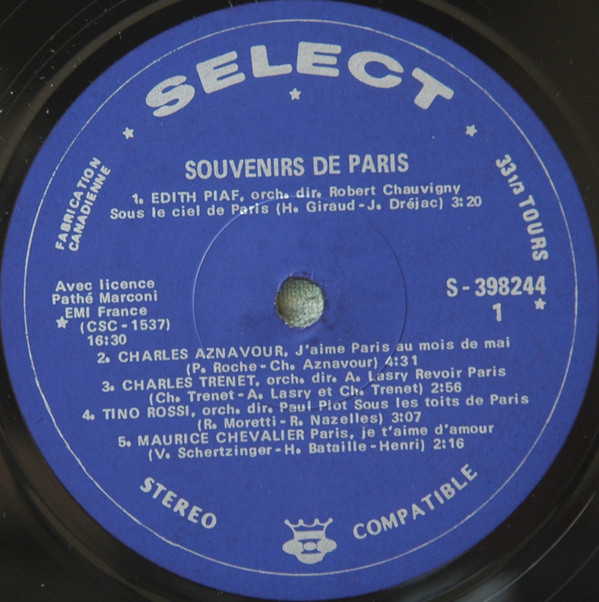 SELECT
SOUVENIRS DE PARIS
1. EDITH PIAF, orch. dir. Robert Chauvigny
Sous le ciel de Paris (H. Giraud-J. Dréjac) 3:20
FABRICATION
CANADIENNE
33 1/3 TOURS
Avec licence
Pathé Marconi
EMI France
(CSC-1537)
16:30
S-398244
1
2. CHARLES AZNAVOUR, J'aime Paris au mois de mai
(P. Roche-Ch. Aznavour) 4:31
3. CHARLES TRENET, orch. dir. A. Lasry Revoir Paris
(Ch. Trenet-A. Lasry et Ch. Trenet) 2:56
4. TINO ROSSI, orch. dir. Paul Piot Sous les toits de Paris
(R. Moretti-R. Nazelles) 3:07
5. MAURICE CHEVALIER Paris, je t'aime d'amour
(V. Schertzinger-H. Bataille-Henri) 2:16
STEREO COMPATIBLE